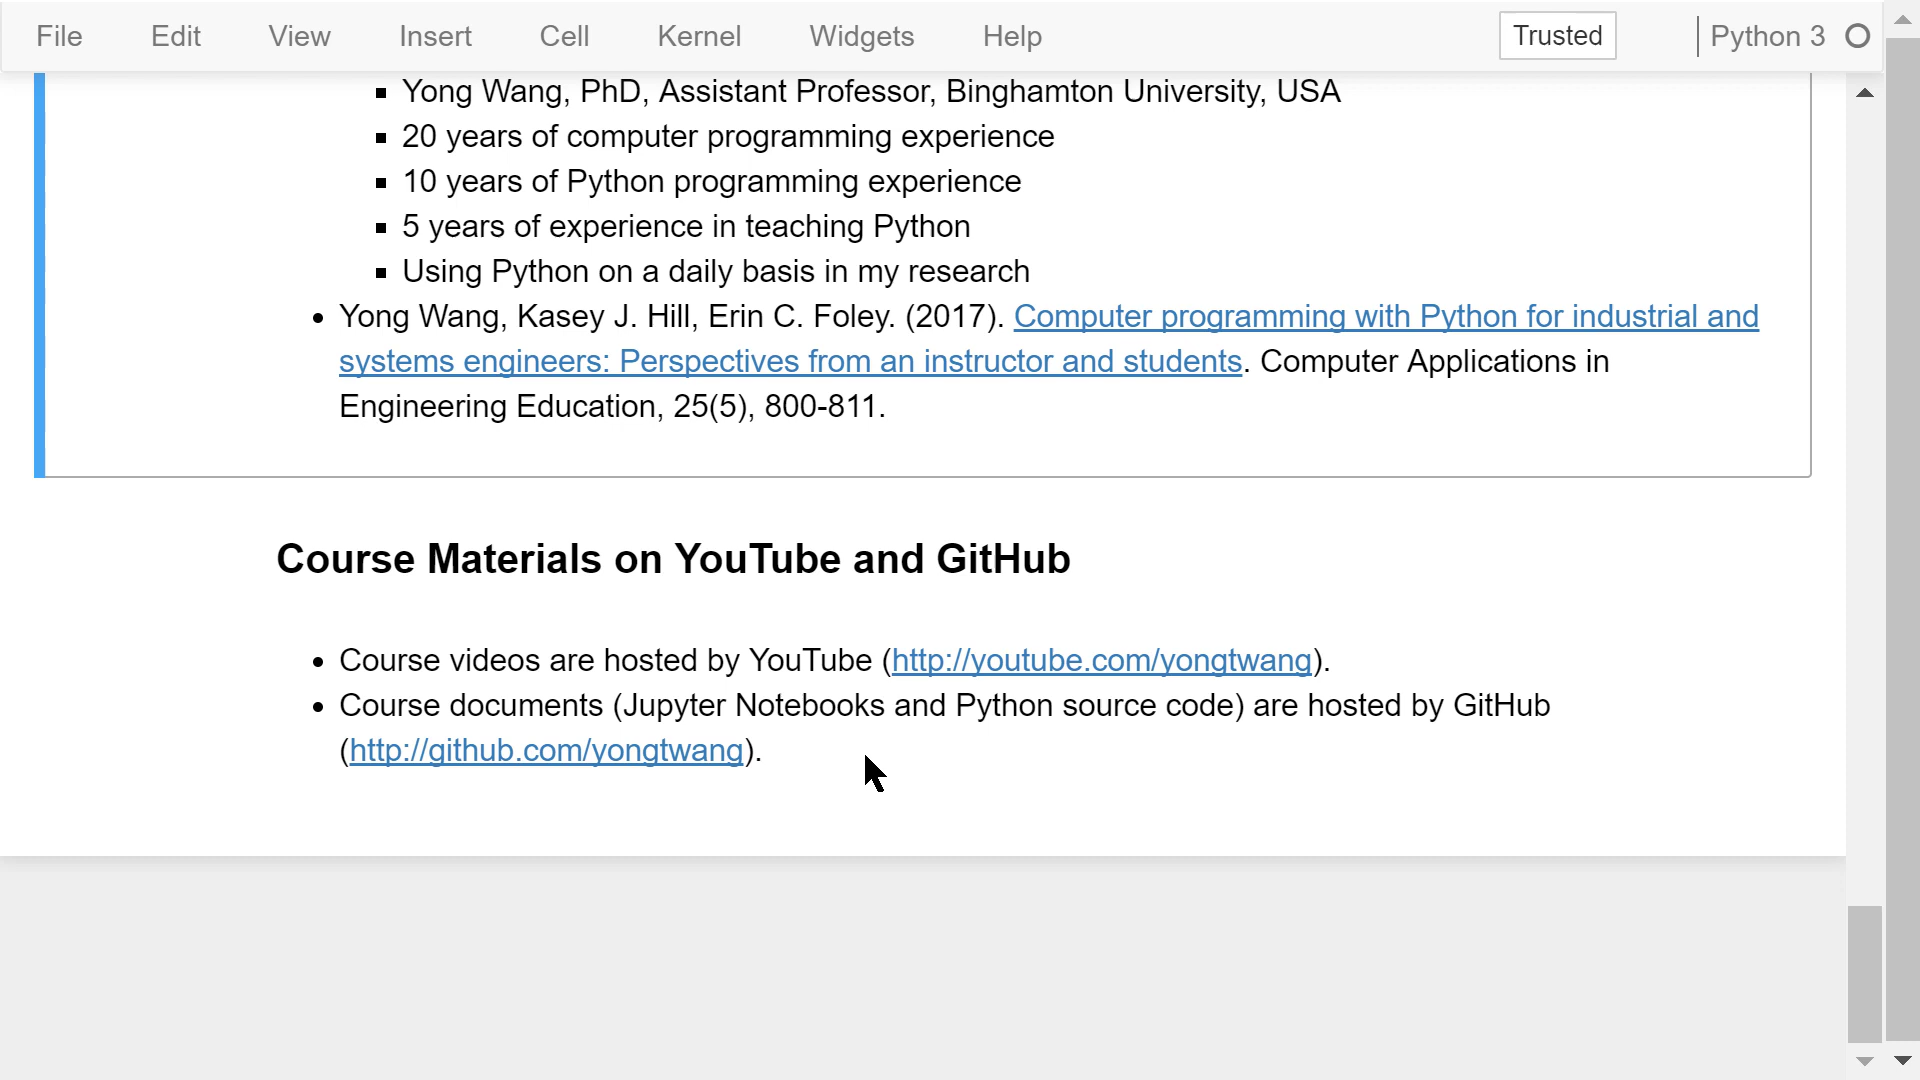 File Edit View Insert Cell Kernel Widgets Help Trusted Python 3
Yong Wang, PhD, Assistant Professor, Binghamton University, USA
20 years of computer programming experience
10 years of Python programming experience
5 years of experience in teaching Python
Using Python on a daily basis in my research
Yong Wang, Kasey J. Hill, Erin C. Foley. (2017). Computer programming with Python for industrial and
systems engineers: Perspectives from an instructor and students. Computer Applications in
Engineering Education, 25(5), 800-811.
Course Materials on YouTube and GitHub
Course videos are hosted by YouTube (http://youtube.com/yongtwang).
Course documents (Jupyter Notebooks and Python source code) are hosted by GitHub
(http://github.com/yongtwang).